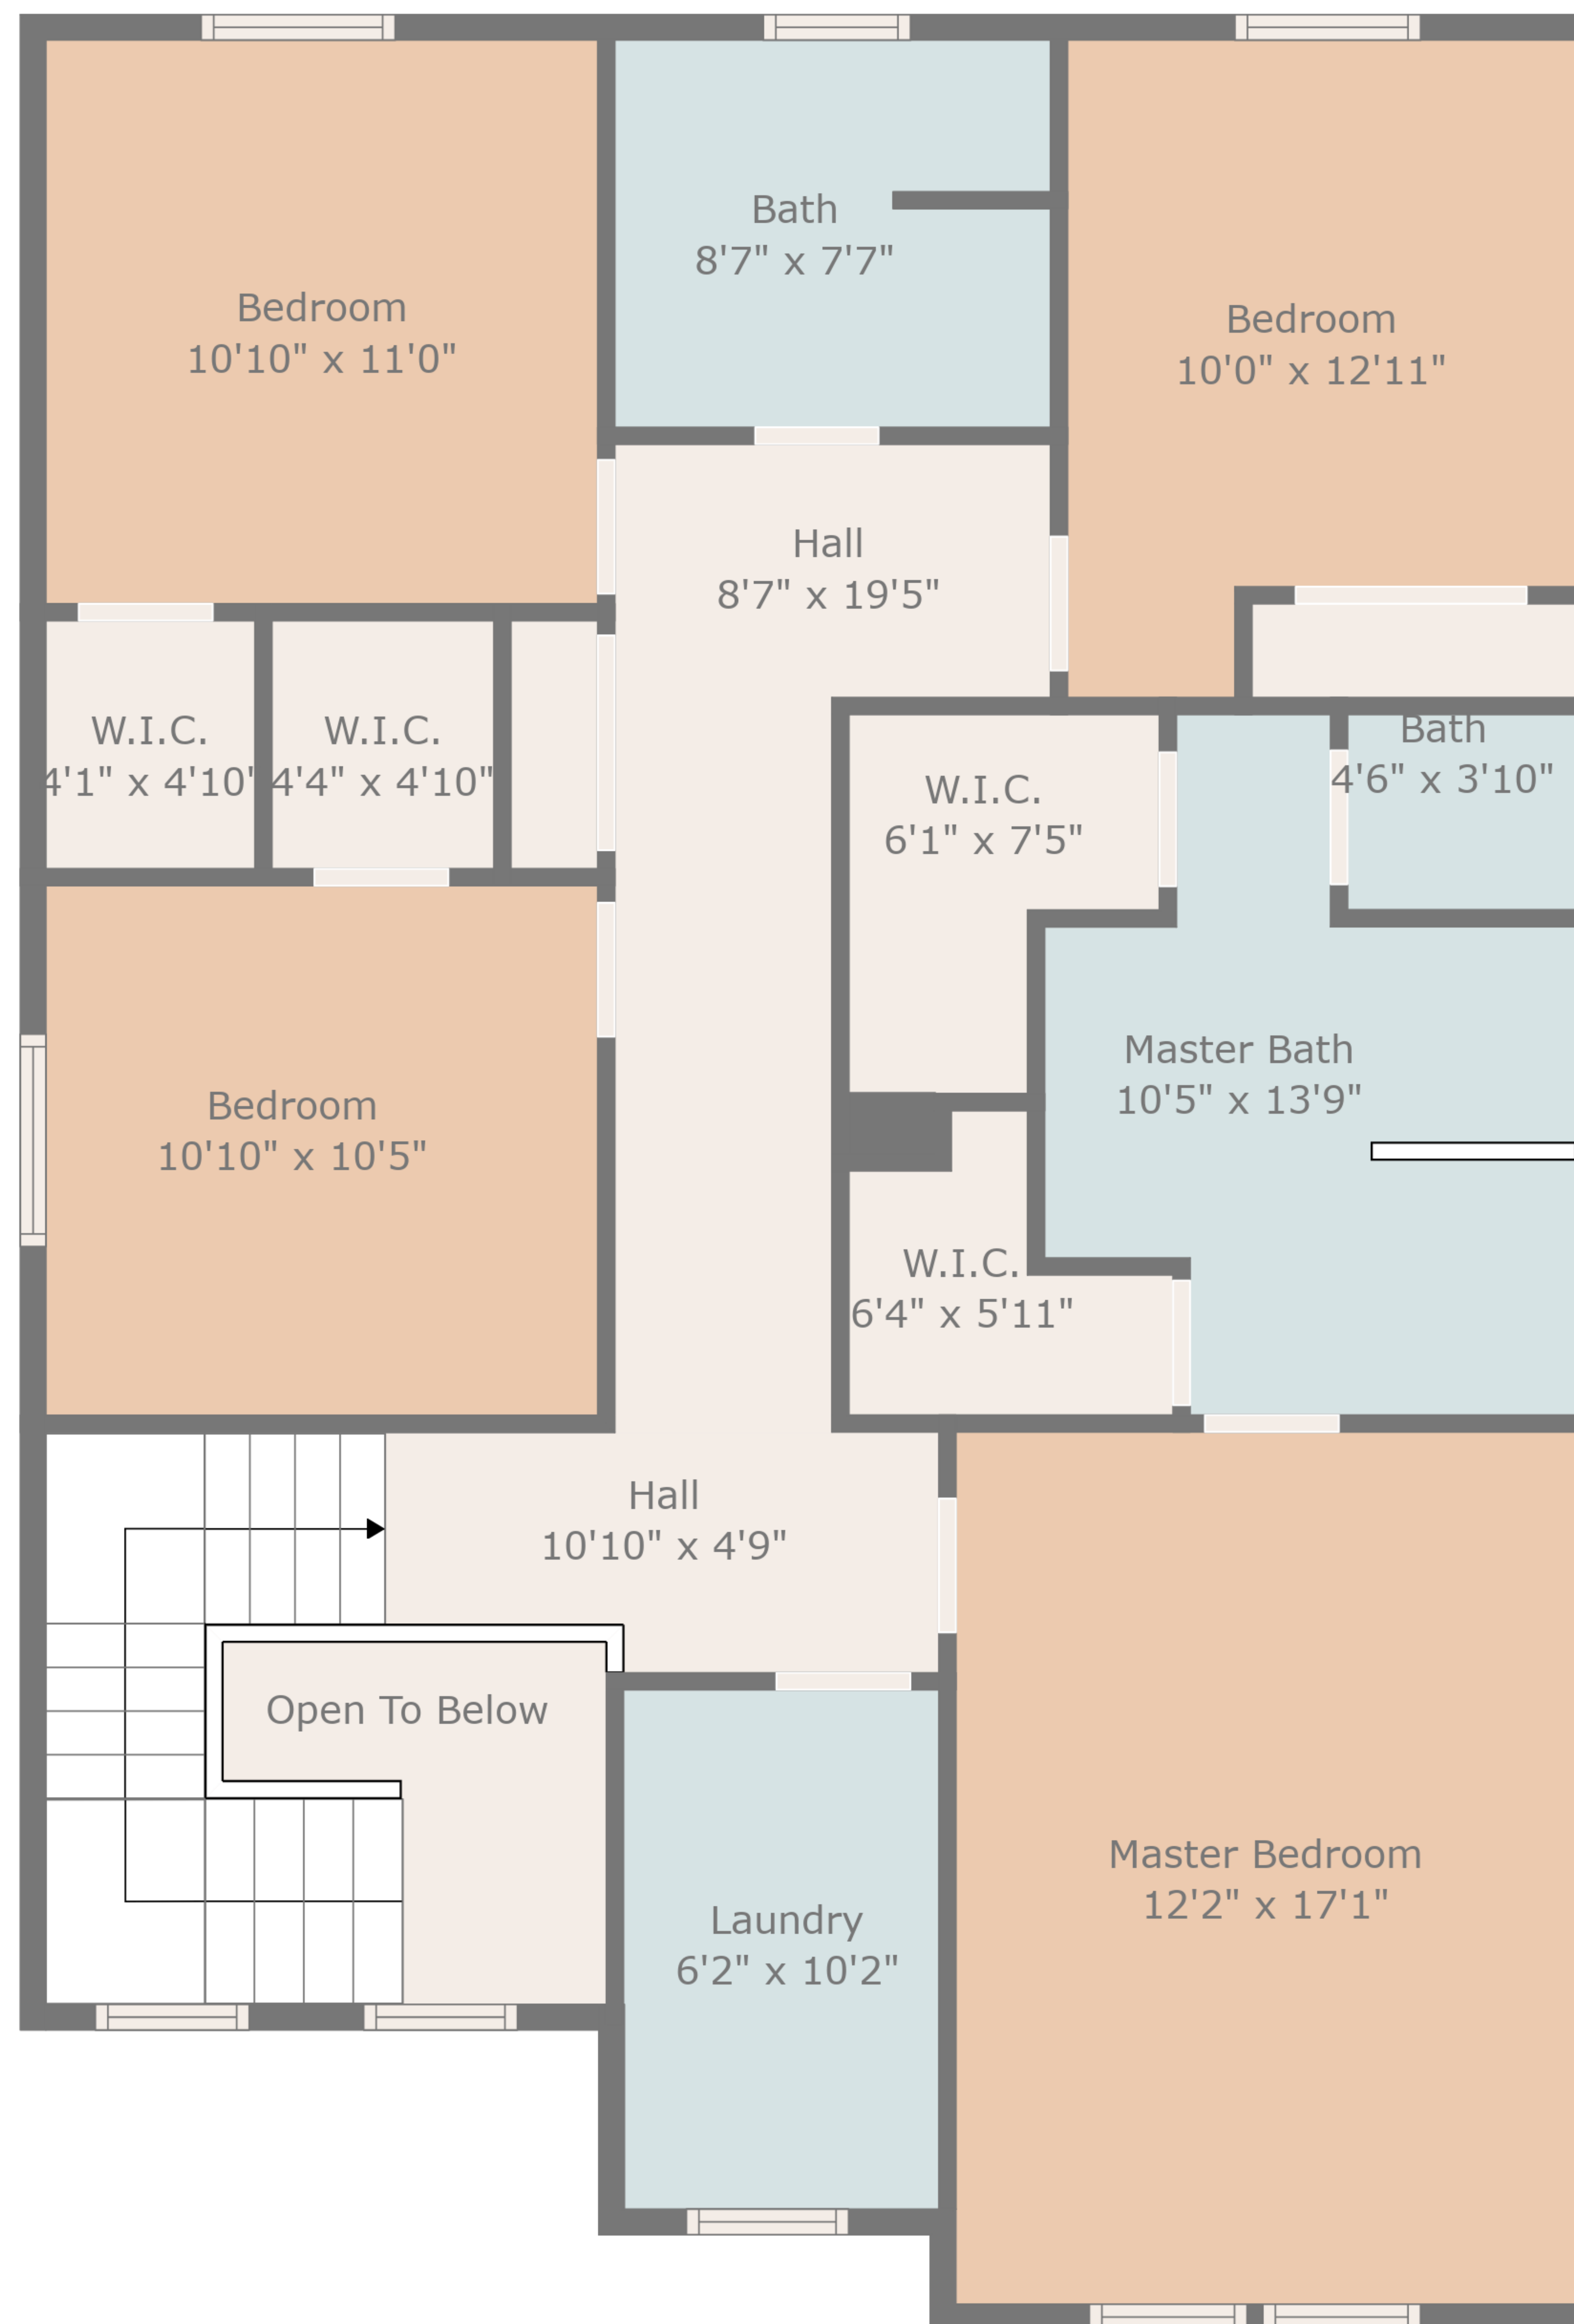 Bath
8'7" x 7'7"
Bedroom
10'10" x 11'0"
Bedroom
10'0" x 12'11"
Hall
8'7" x 19'5"
W.I.C.
4'1" x 4'10"
W.I.C.
4'4" x 4'10"
W.I.C.
6'1" x 7'5"
Bath
4'6" x 3'10"
Master Bath
10'5" x 13'9"
Bedroom
10'10" x 10'5"
W.I.C.
6'4" x 5'11"
Hall
10'10" x 4'9"
Open To Below
Master Bedroom
12'2" x 17'1"
Laundry
6'2" x 10'2"